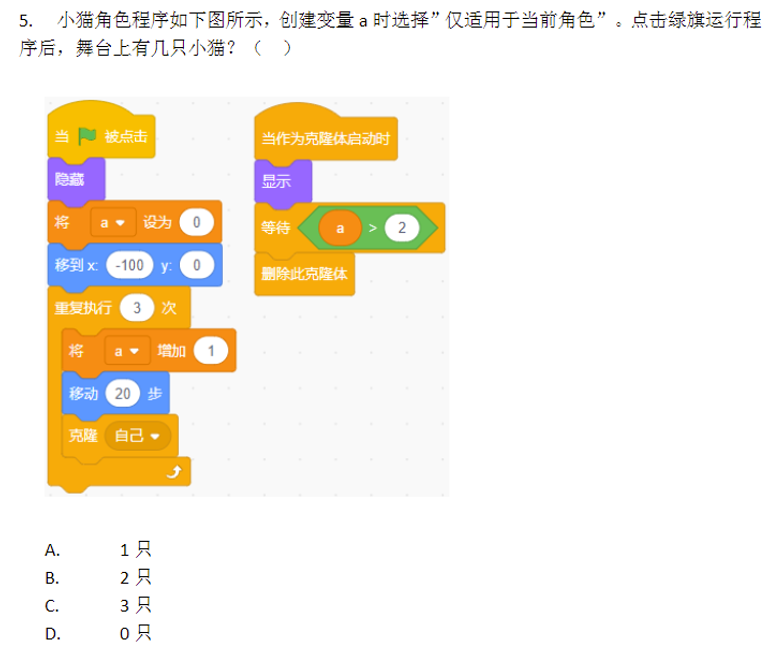 5. 小猫角色程序如下图所示，创建变量 a 时选择”仅适用于当前角色”。点击绿旗运行程
序后，舞台上有几只小猫？（ ）
当 被点击
隐藏
将 a 设为 0
移到 x: -100 y: 0
重复执行 3 次
将 a 增加 1
移动 20 步
克隆 自己
当作为克隆体启动时
显示
等待 a > 2
删除此克隆体
A. 1 只
B. 2 只
C. 3 只
D. 0 只